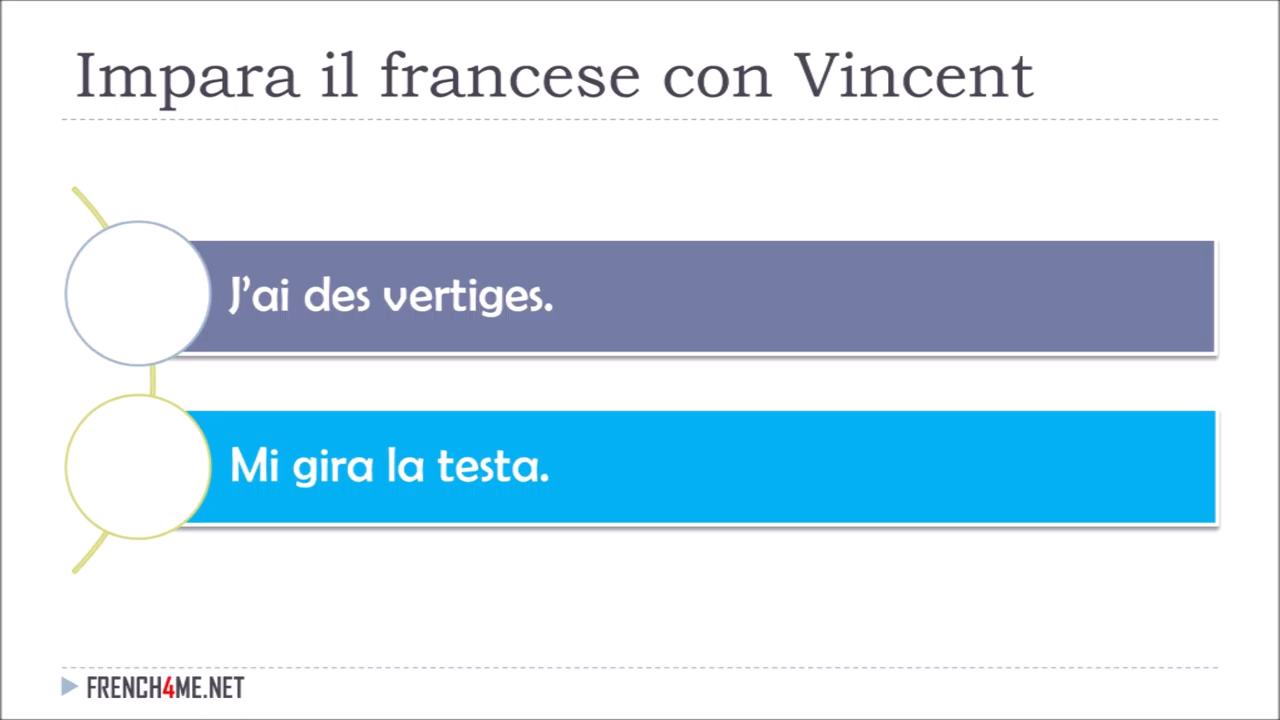 Impara il francese con Vincent
J’ai des vertiges.
Mi gira la testa.
FRENCH4ME.NET